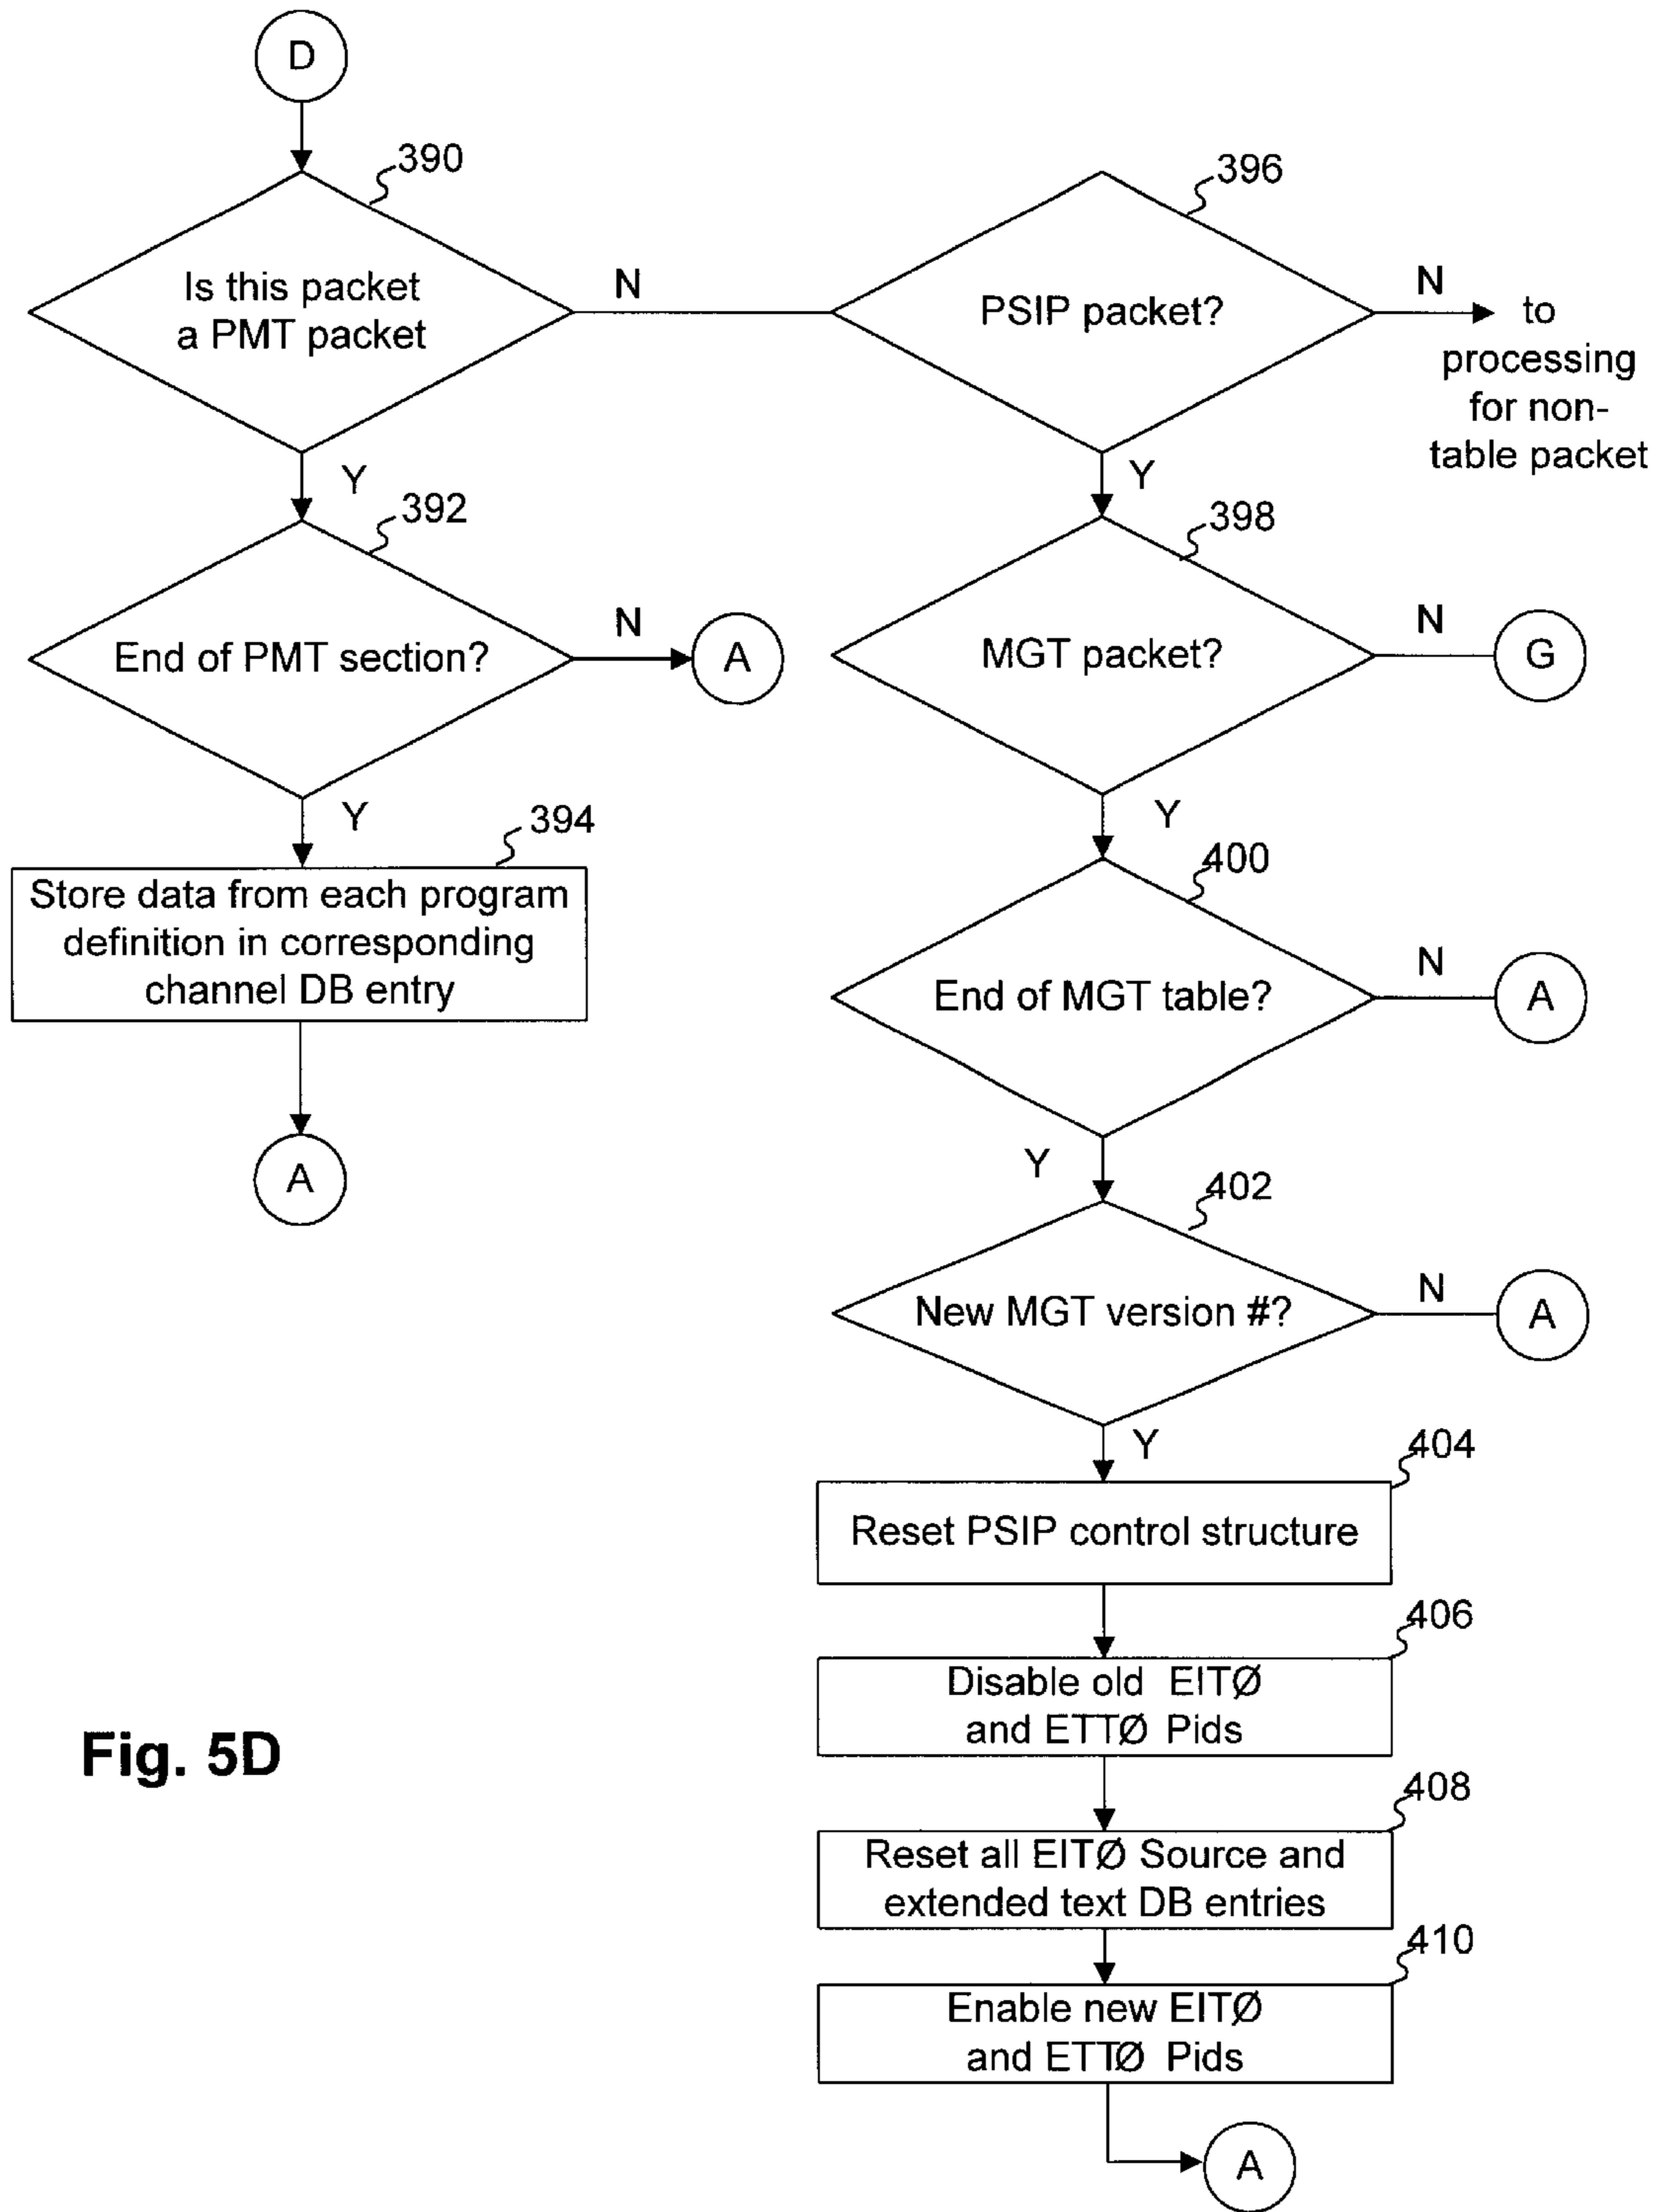 D
390
Is this packet
a PMT packet
N
396
PSIP packet?
N
to
processing
for non-
table packet
Y
392
End of PMT section?
N
A
Y
398
MGT packet?
N
G
Y
394
Store data from each program
definition in corresponding
channel DB entry
A
Y
400
End of MGT table?
N
A
Y
402
New MGT version #?
N
A
Y
404
Reset PSIP control structure
406
Disable old EITØ
and ETTØ Pids
408
Reset all EITØ Source and
extended text DB entries
410
Enable new EITØ
and ETTØ Pids
A
Fig. 5D